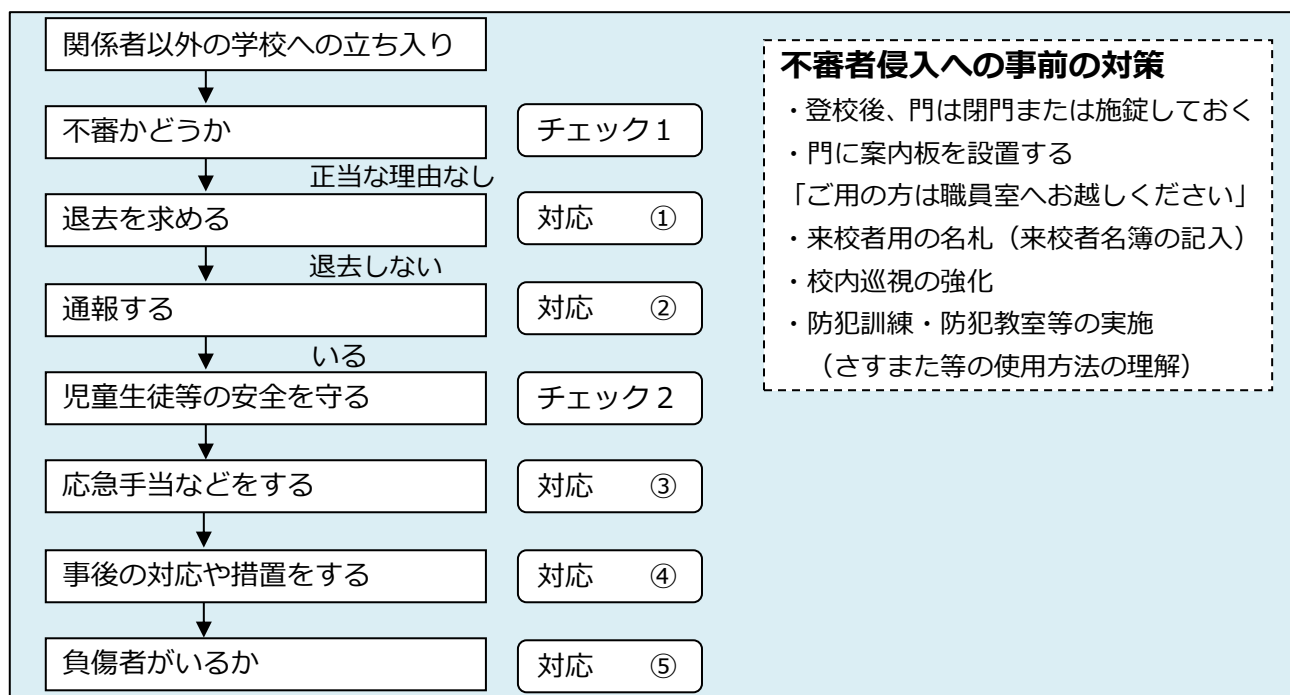 関係者以外の学校への立ち入り
不審かどうか
チェック１
正当な理由なし
退去を求める
対応　　①
退去しない
通報する
対応　　②
いる
児童生徒等の安全を守る
チェック２
応急手当などをする
対応　　③
事後の対応や措置をする
対応　　④
負傷者がいるか
対応　　⑤
不審者侵入への事前の対策
・登校後、門は閉門または施錠しておく
・門に案内板を設置する
「ご用の方は職員室へお越しください」
・来校者用の名札（来校者名簿の記入）
・校内巡視の強化
・防犯訓練・防犯教室等の実施
（さすまた等の使用方法の理解）